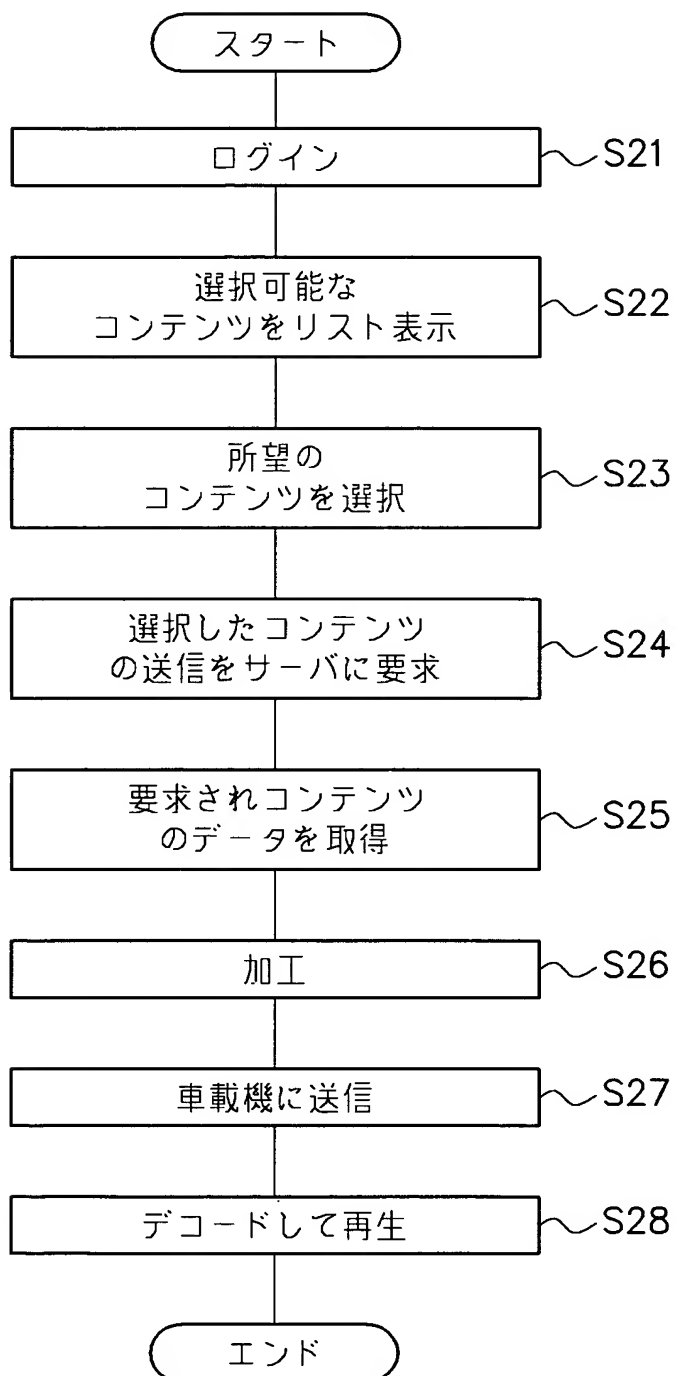 スタート
ログイン
S21
選択可能な
コンテンツをリスト表示
S22
所望の
コンテンツを選択
S23
選択したコンテンツ
の送信をサーバに要求
S24
要求されコンテンツ
のデータを取得
S25
加工
S26
車載機に送信
S27
デコードして再生
S28
エンド